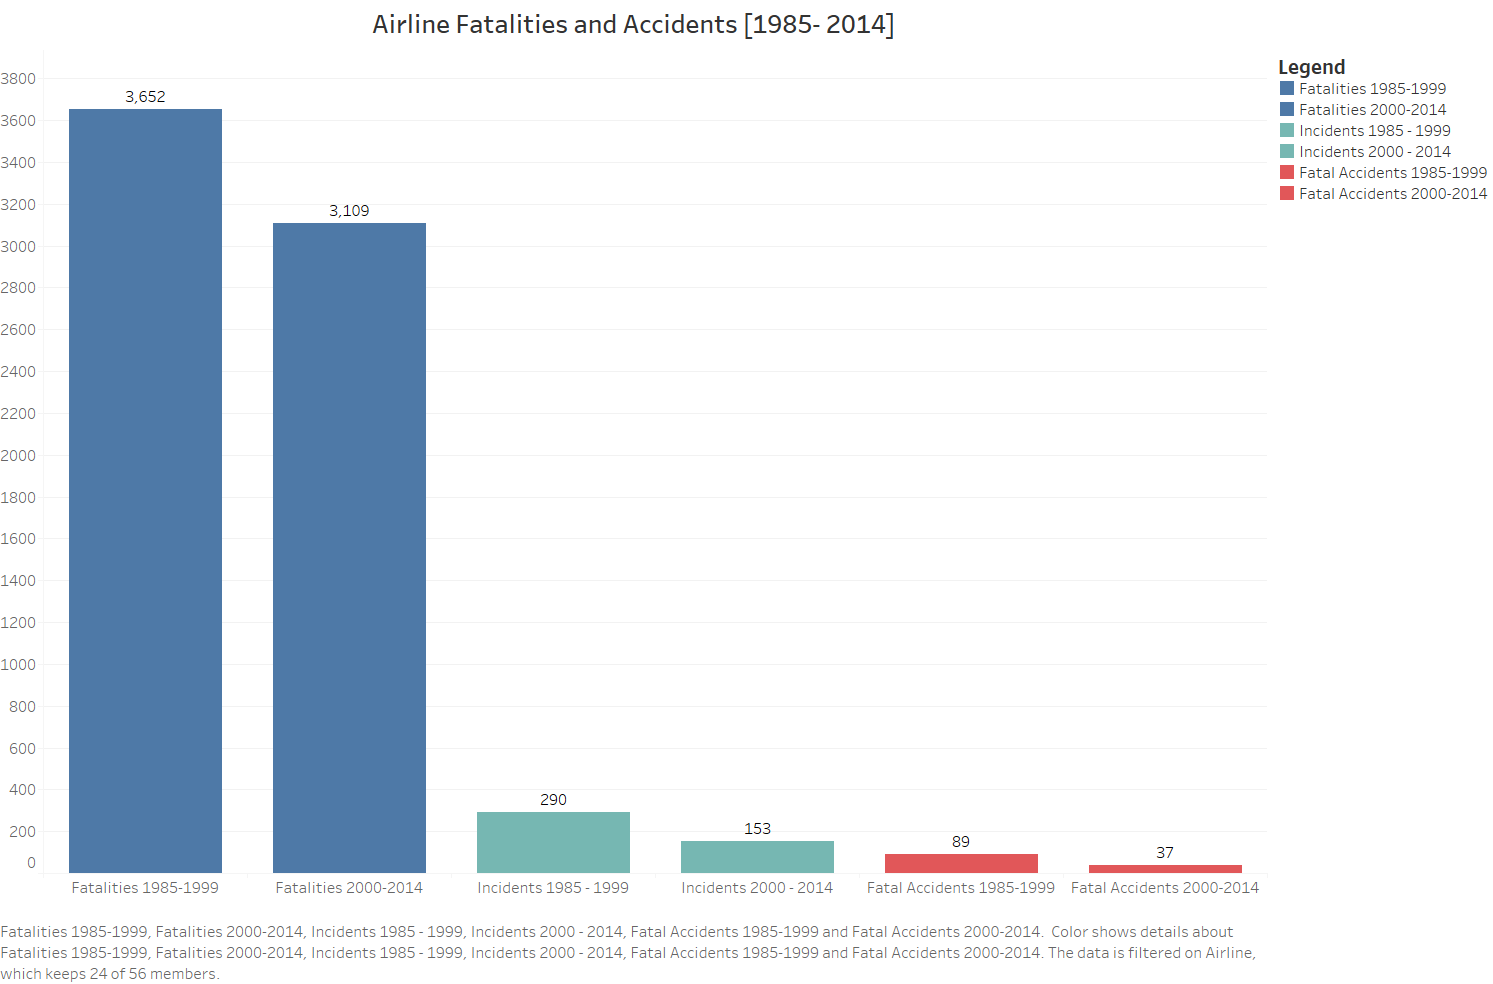 Airline Fatalities and Accidents [1985- 2014]
Legend
Fatalities 1985-1999
Fatalities 2000-2014
Incidents 1985 - 1999
Incidents 2000 - 2014
Fatal Accidents 1985-1999
Fatal Accidents 2000-2014
3800
3600
3400
3200
3000
2800
2600
2400
2200
2000
1800
1600
1400
1200
1000
800
600
400
200
0
3,652
3,109
290
153
89
37
Fatalities 1985-1999
Fatalities 2000-2014
Incidents 1985 - 1999
Incidents 2000 - 2014
Fatal Accidents 1985-1999
Fatal Accidents 2000-2014
Fatalities 1985-1999, Fatalities 2000-2014, Incidents 1985 - 1999, Incidents 2000 - 2014, Fatal Accidents 1985-1999 and Fatal Accidents 2000-2014.  Color shows details about
Fatalities 1985-1999, Fatalities 2000-2014, Incidents 1985 - 1999, Incidents 2000 - 2014, Fatal Accidents 1985-1999 and Fatal Accidents 2000-2014. The data is filtered on Airline,
which keeps 24 of 56 members.